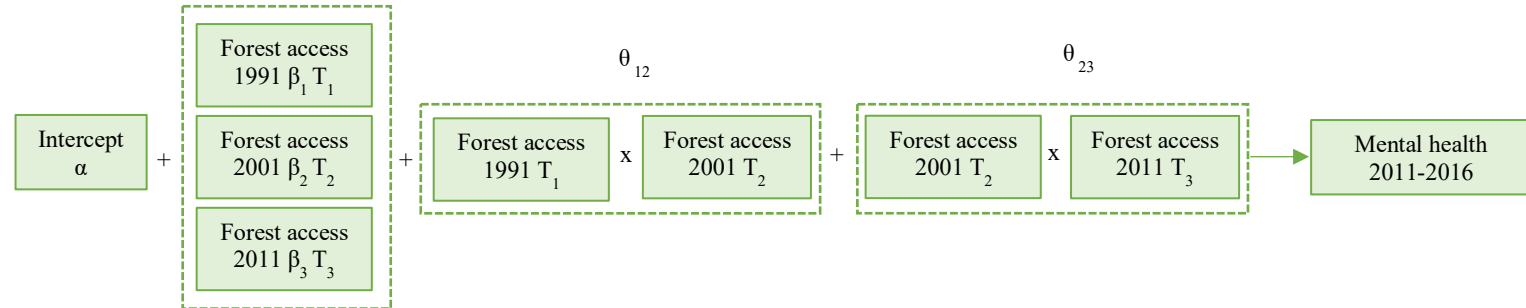 Intercept
α
+
Forest access
1991 β₁ T₁
Forest access
2001 β₂ T₂
Forest access
2011 β₃ T₃
+
θ₁₂
Forest access
1991 T₁
x
Forest access
2001 T₂
+
θ₂₃
Forest access
2001 T₂
x
Forest access
2011 T₃
Mental health
2011-2016